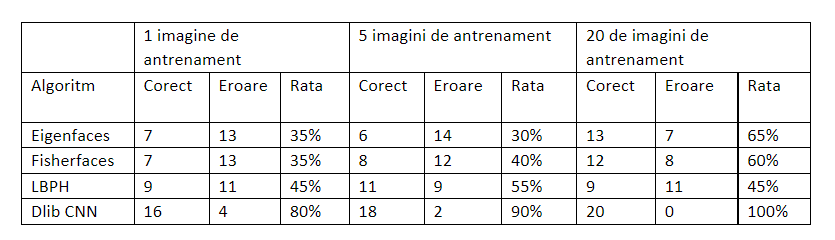 1 imagine de antrenament 5 imagini de antrenament 20 de imagini de antrenament
Algoritm Corect Eroare Rata Corect Eroare Rata Corect Eroare Rata
Eigenfaces 7 13 35% 6 14 30% 13 7 65%
Fisherfaces 7 13 35% 8 12 40% 12 8 60%
LBPH 9 11 45% 11 9 55% 9 11 45%
Dlib CNN 16 4 80% 18 2 90% 20 0 100%